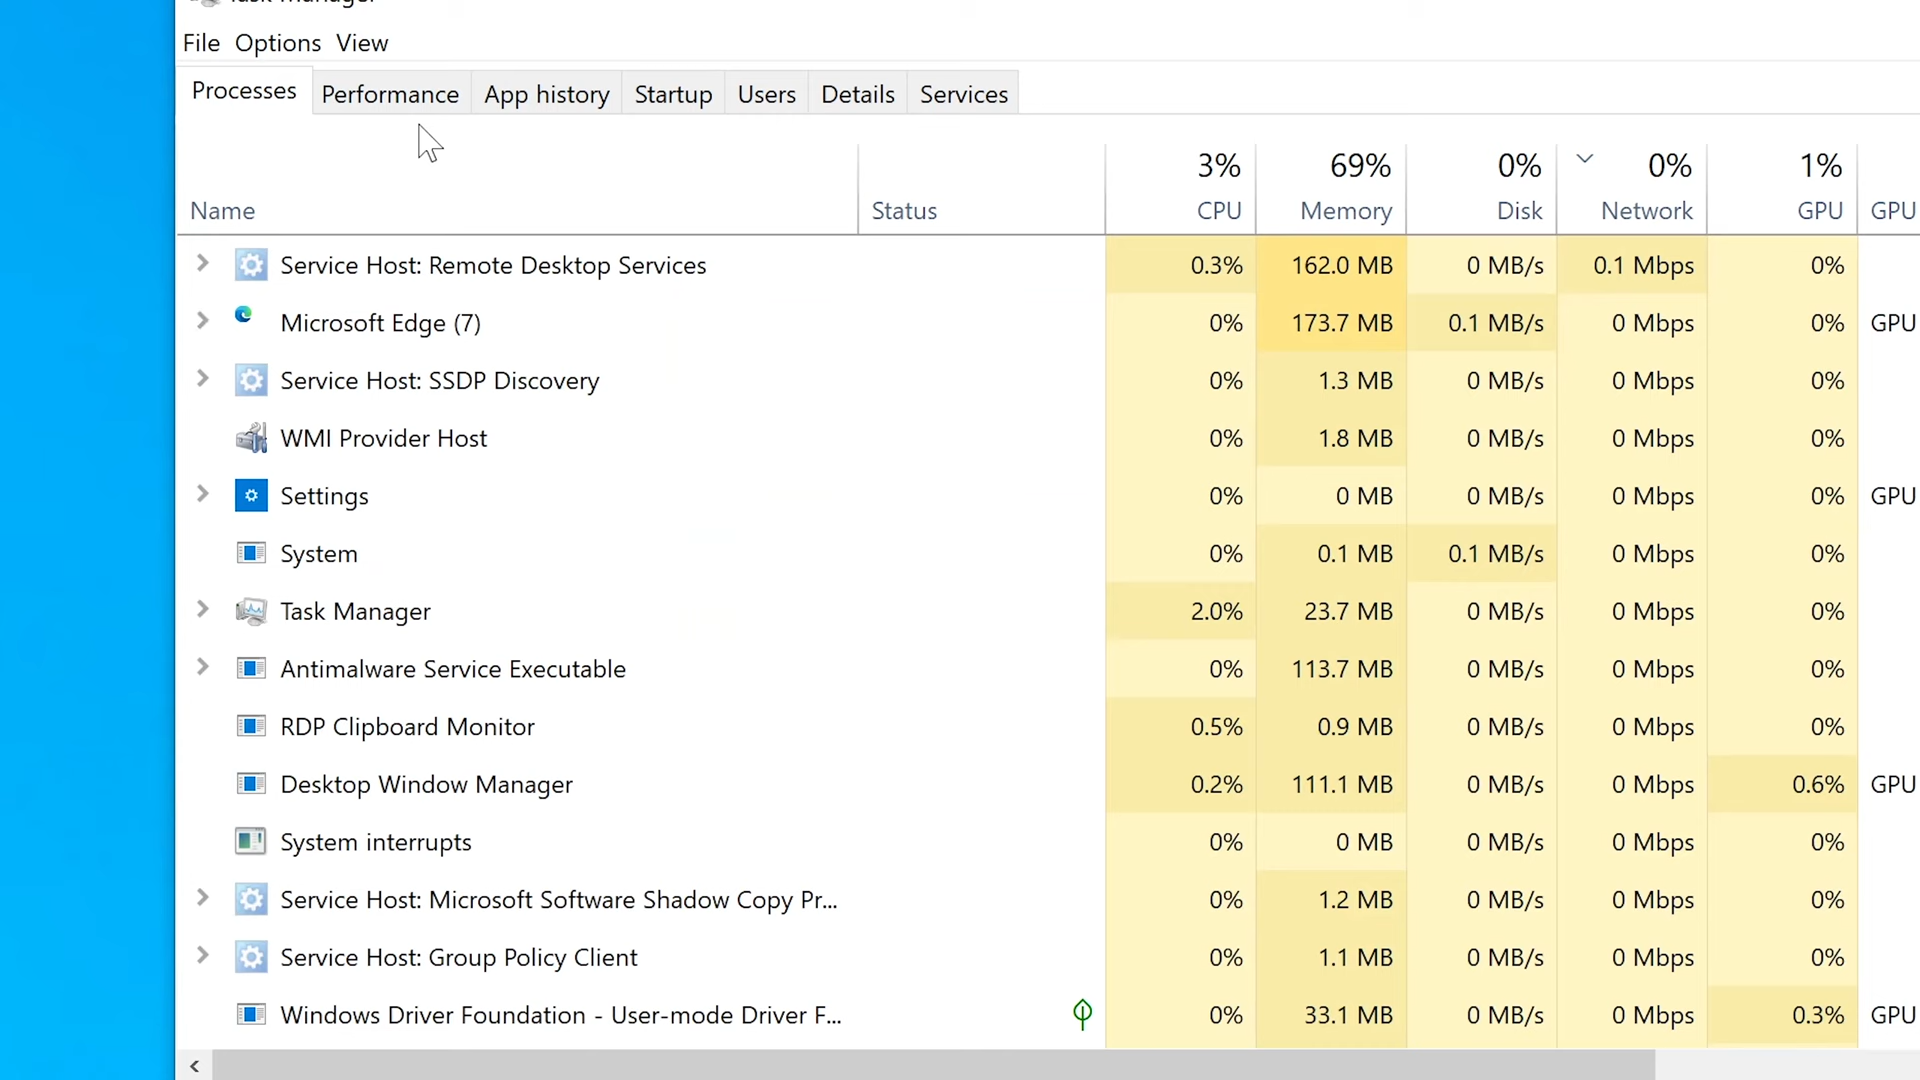 Task Manager
File Options View
Processes Performance App history Startup Users Details Services
3% 69% 0% 0% 1%
Name Status CPU Memory Disk Network GPU GPU
Service Host: Remote Desktop Services 0.3% 162.0 MB 0 MB/s 0.1 Mbps 0%
Microsoft Edge (7) 0% 173.7 MB 0.1 MB/s 0 Mbps 0% GPU
Service Host: SSDP Discovery 0% 1.3 MB 0 MB/s 0 Mbps 0%
WMI Provider Host 0% 1.8 MB 0 MB/s 0 Mbps 0%
Settings 0% 0 MB 0 MB/s 0 Mbps 0% GPU
System 0% 0.1 MB 0.1 MB/s 0 Mbps 0%
Task Manager 2.0% 23.7 MB 0 MB/s 0 Mbps 0%
Antimalware Service Executable 0% 113.7 MB 0 MB/s 0 Mbps 0%
RDP Clipboard Monitor 0.5% 0.9 MB 0 MB/s 0 Mbps 0%
Desktop Window Manager 0.2% 111.1 MB 0 MB/s 0 Mbps 0.6% GPU
System interrupts 0% 0 MB 0 MB/s 0 Mbps 0%
Service Host: Microsoft Software Shadow Copy Pr... 0% 1.2 MB 0 MB/s 0 Mbps 0%
Service Host: Group Policy Client 0% 1.1 MB 0 MB/s 0 Mbps 0%
Windows Driver Foundation - User-mode Driver F... 0% 33.1 MB 0 MB/s 0 Mbps 0.3% GPU